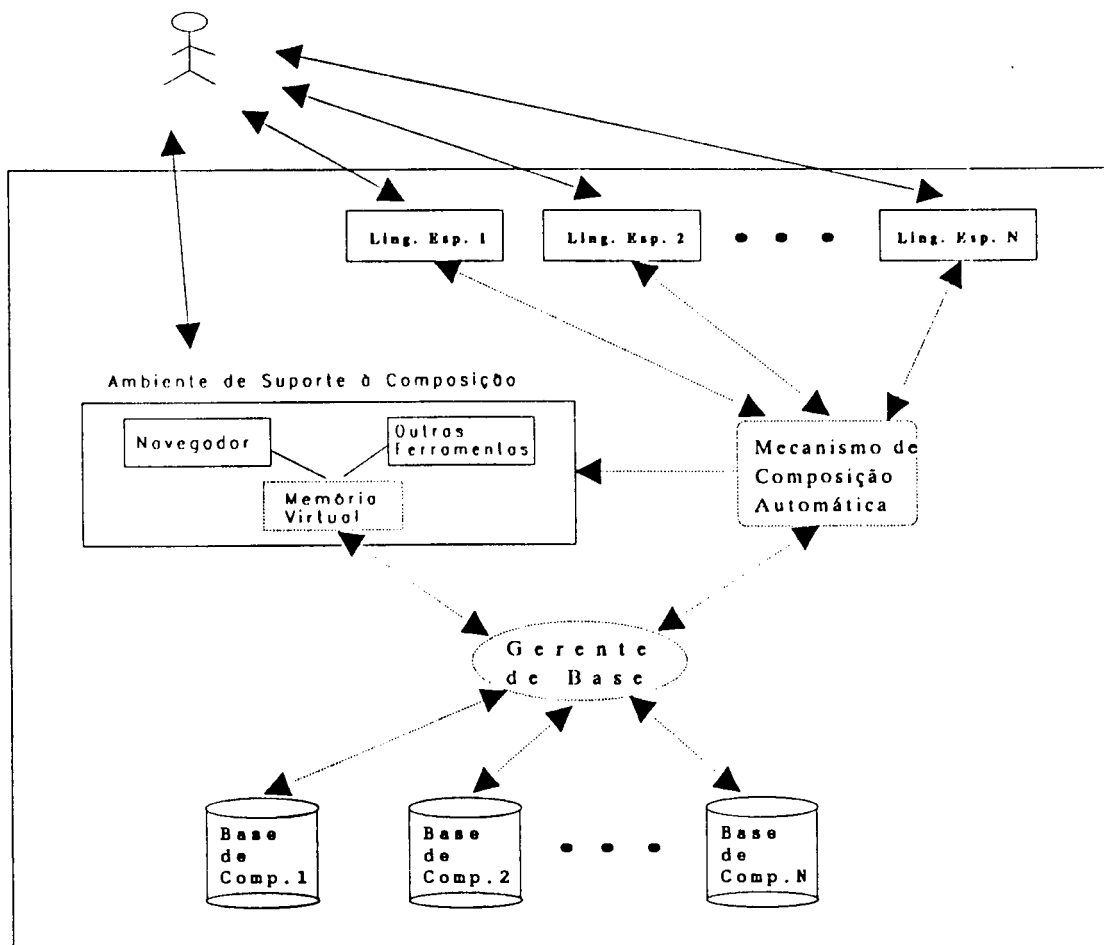 Ling. Esp. 1
Ling. Esp. 2
Ling. Esp. N
Ambiente de Suporte à Composição
Navegador
Outras
Ferramentas
Memória
Virtual
Mecanismo de
Composição
Automática
Gerente
de Base
Base
de
Comp.1
Base
de
Comp.2
Base
de
Comp.N